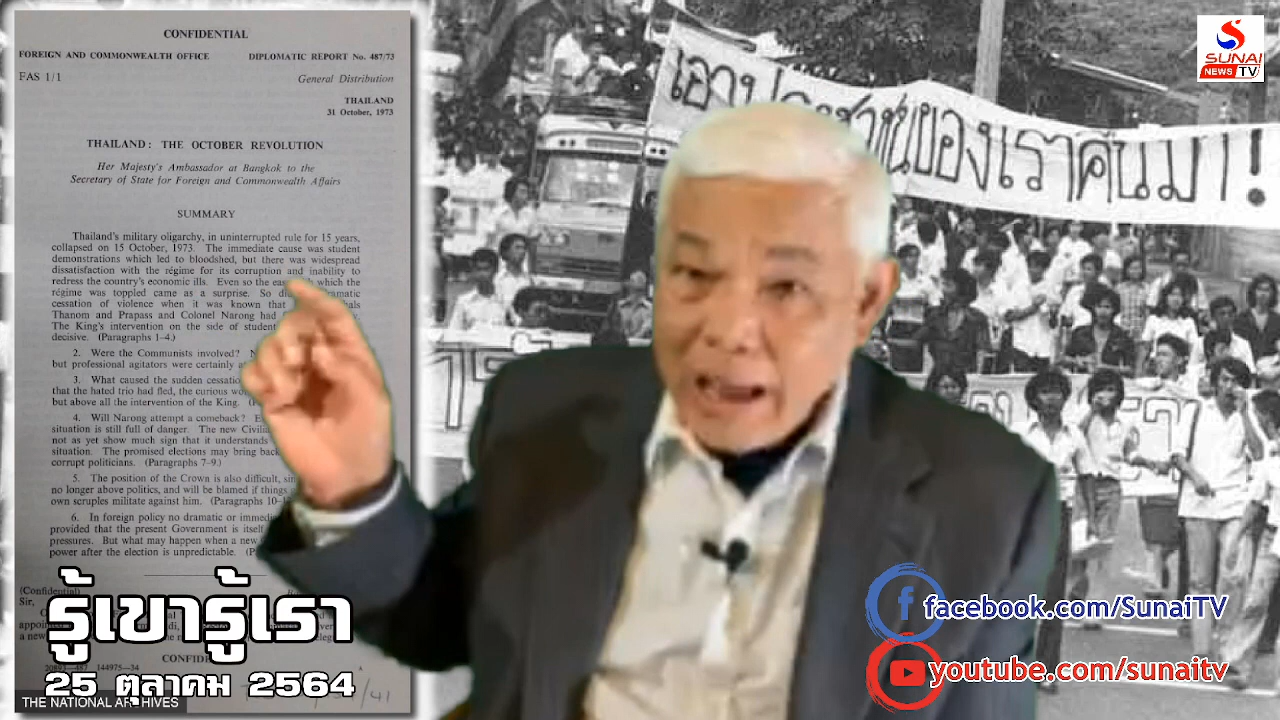 CONFIDENTIAL
FOREIGN AND COMMONWEALTH OFFICE DIPLOMATIC REPORT No. 487/73
FAS 1/1 General Distribution
THAILAND
31 October, 1973
THAILAND: THE OCTOBER REVOLUTION
Her Majesty's Ambassador at Bangkok to the
Secretary of State for Foreign and Commonwealth Affairs
SUMMARY
Thailand's military oligarchy, in uninterrupted rule for 15 years,
collapsed on 15 October, 1973. The immediate cause was student
demonstrations which led to bloodshed, but there was widespread
dissatisfaction with the régime for its corruption and inability to
redress the country's economic ills. Even so the which the
régime was toppled came as a surprise. So
cessation of violence when it was known that
Thanom and Prapass and Colonel Narong had
The King's intervention on the side of
decisive. (Paragraphs 1–4.)
2. Were the Communists involved?
but professional agitators were certainly
3. What caused the sudden
that the hated trio had fled, the curious
but above all the intervention of the King.
4. Will Narong attempt a comeback?
situation is still full of danger. The new
not as yet show much sign that it understands
situation. The promised elections may bring back
corrupt politicians. (Paragraphs 7–9.)
5. The position of the Crown is also difficult,
no longer above politics, and will be blamed if things
own scruples militate against him. (Paragraphs
6. In foreign policy no dramatic or
provided that the present Government is itself
pressures. But what may happen when a new
power after the election is unpredictable.
(Confidential)
Sir,
a new
144975—34
THE NATIONAL ARCHIVES
รู้เขารู้เรา
25 ตุลาคม 2564
เอาประชาชนของเราคืนมา!
SUNAI
NEWS TV
facebook.com/SunaiTV
youtube.com/sunaitv